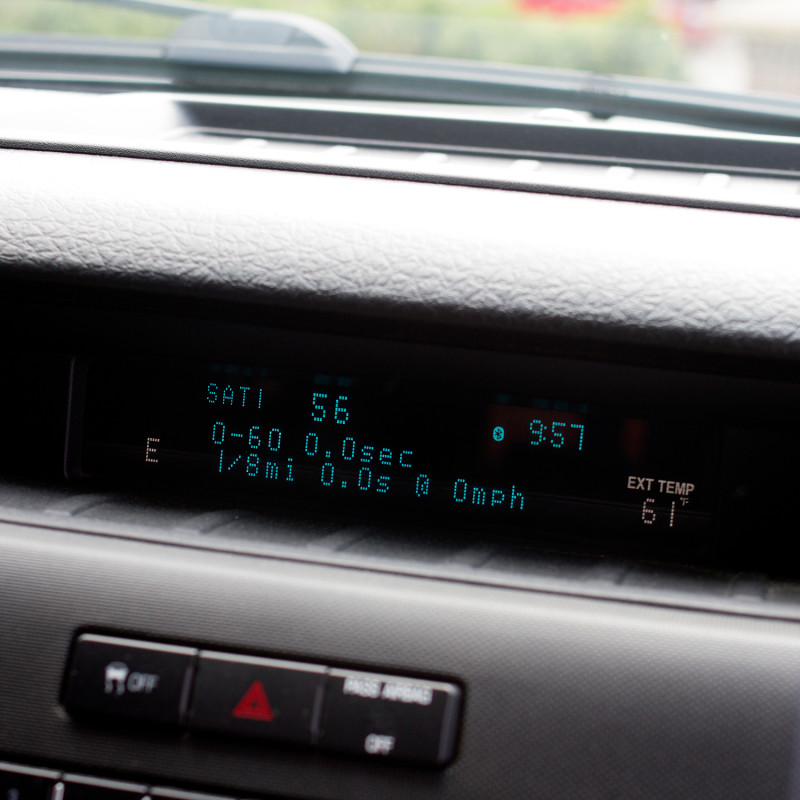 SAT1 56 9:57
0-60 0.0sec
E 1/8mi 0.0s @ 0mph
EXT TEMP
61°F
OFF
PASS AIRBAG
OFF